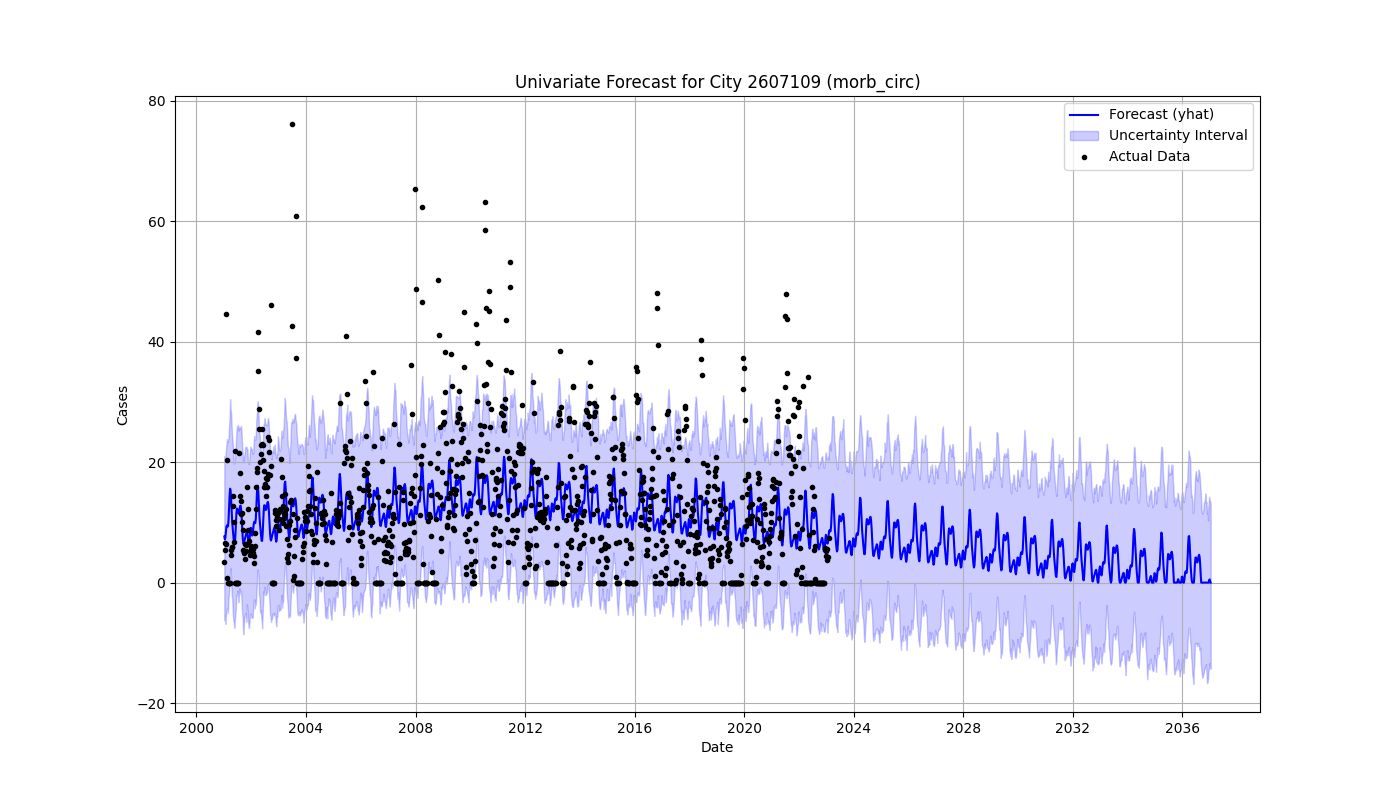 Univariate Forecast for City 2607109 (morb_circ)
Forecast (yhat)
Uncertainty Interval
Actual Data
Cases
80
60
40
20
0
−20
2000 2004 2008 2012 2016 2020 2024 2028 2032 2036
Date